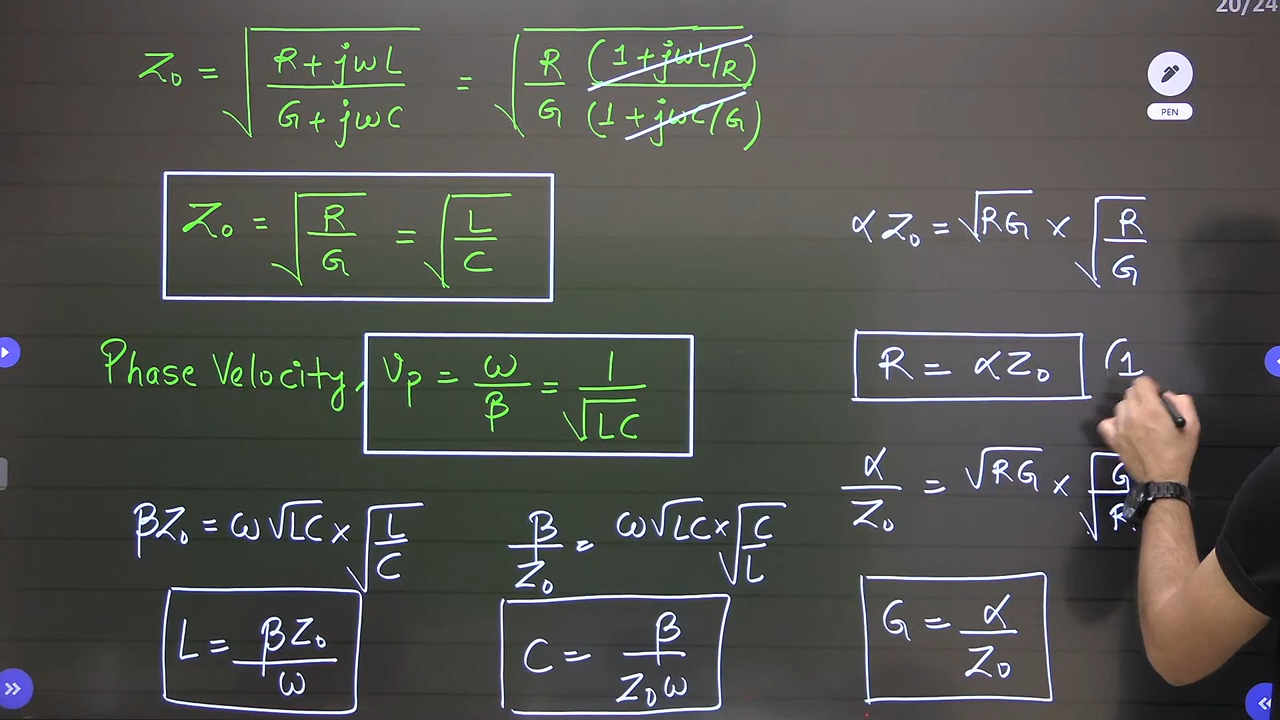 20/24
Z₀ = √((R + jωL)/(G + jωC)) = √(R/G (1 + jωL/R)/(1 + jωC/G))
PEN
Z₀ = √(R/G) = √(L/C)
αZ₀ = √RG × √(R/G)
Phase Velocity, Vp = ω/β = 1/√LC
R = αZ₀ (1
α/Z₀ = √RG × √(G/R)
βZ₀ = ω√LC × √(L/C)
β/Z₀ = ω√LC × √(C/L)
L = βZ₀/ω
C = β/Z₀ω
G = α/Z₀